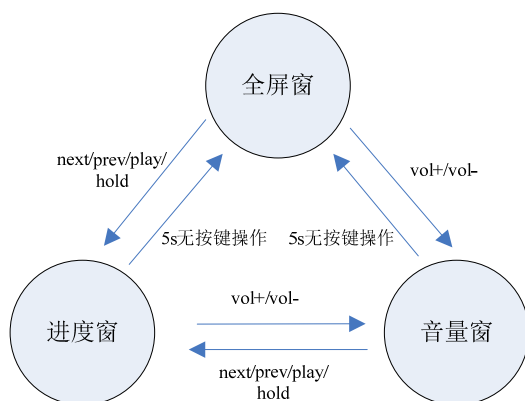 全屏窗
next/prev/play/
hold
vol+/vol-
5s无按键操作
5s无按键操作
进度窗
vol+/vol-
音量窗
next/prev/play/
hold